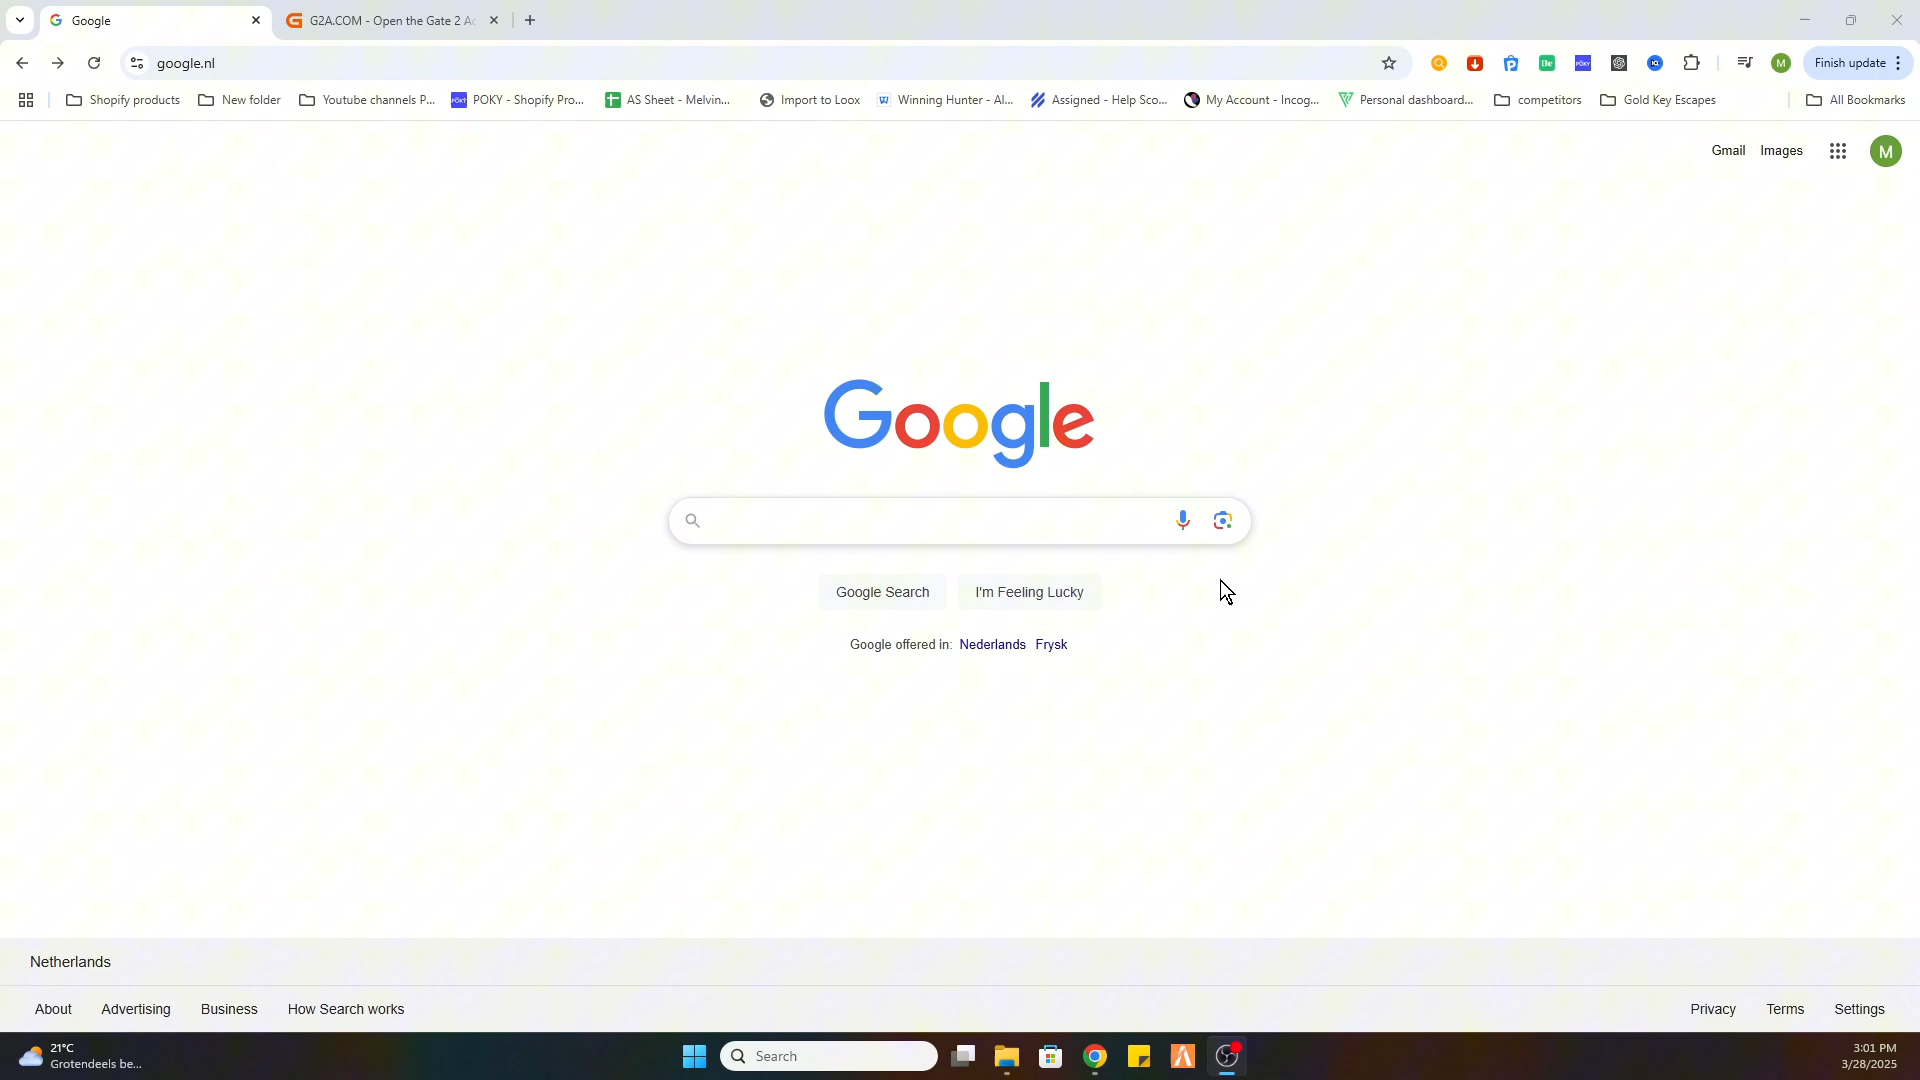 Google
G2A.COM - Open the Gate 2 Ac
google.nl
Finish update
Shopify products
New folder
Youtube channels P...
POKY - Shopify Pro...
AS Sheet - Melvin...
Import to Loox
Winning Hunter - AI...
Assigned - Help Sco...
My Account - Incog...
Personal dashboard...
competitors
Gold Key Escapes
All Bookmarks
Gmail
Images
M
Google
Google Search
I'm Feeling Lucky
Google offered in: Nederlands Frysk
Netherlands
About
Advertising
Business
How Search works
Privacy
Terms
Settings
21°C
Grotendeels be...
Search
3:01 PM
3/28/2025